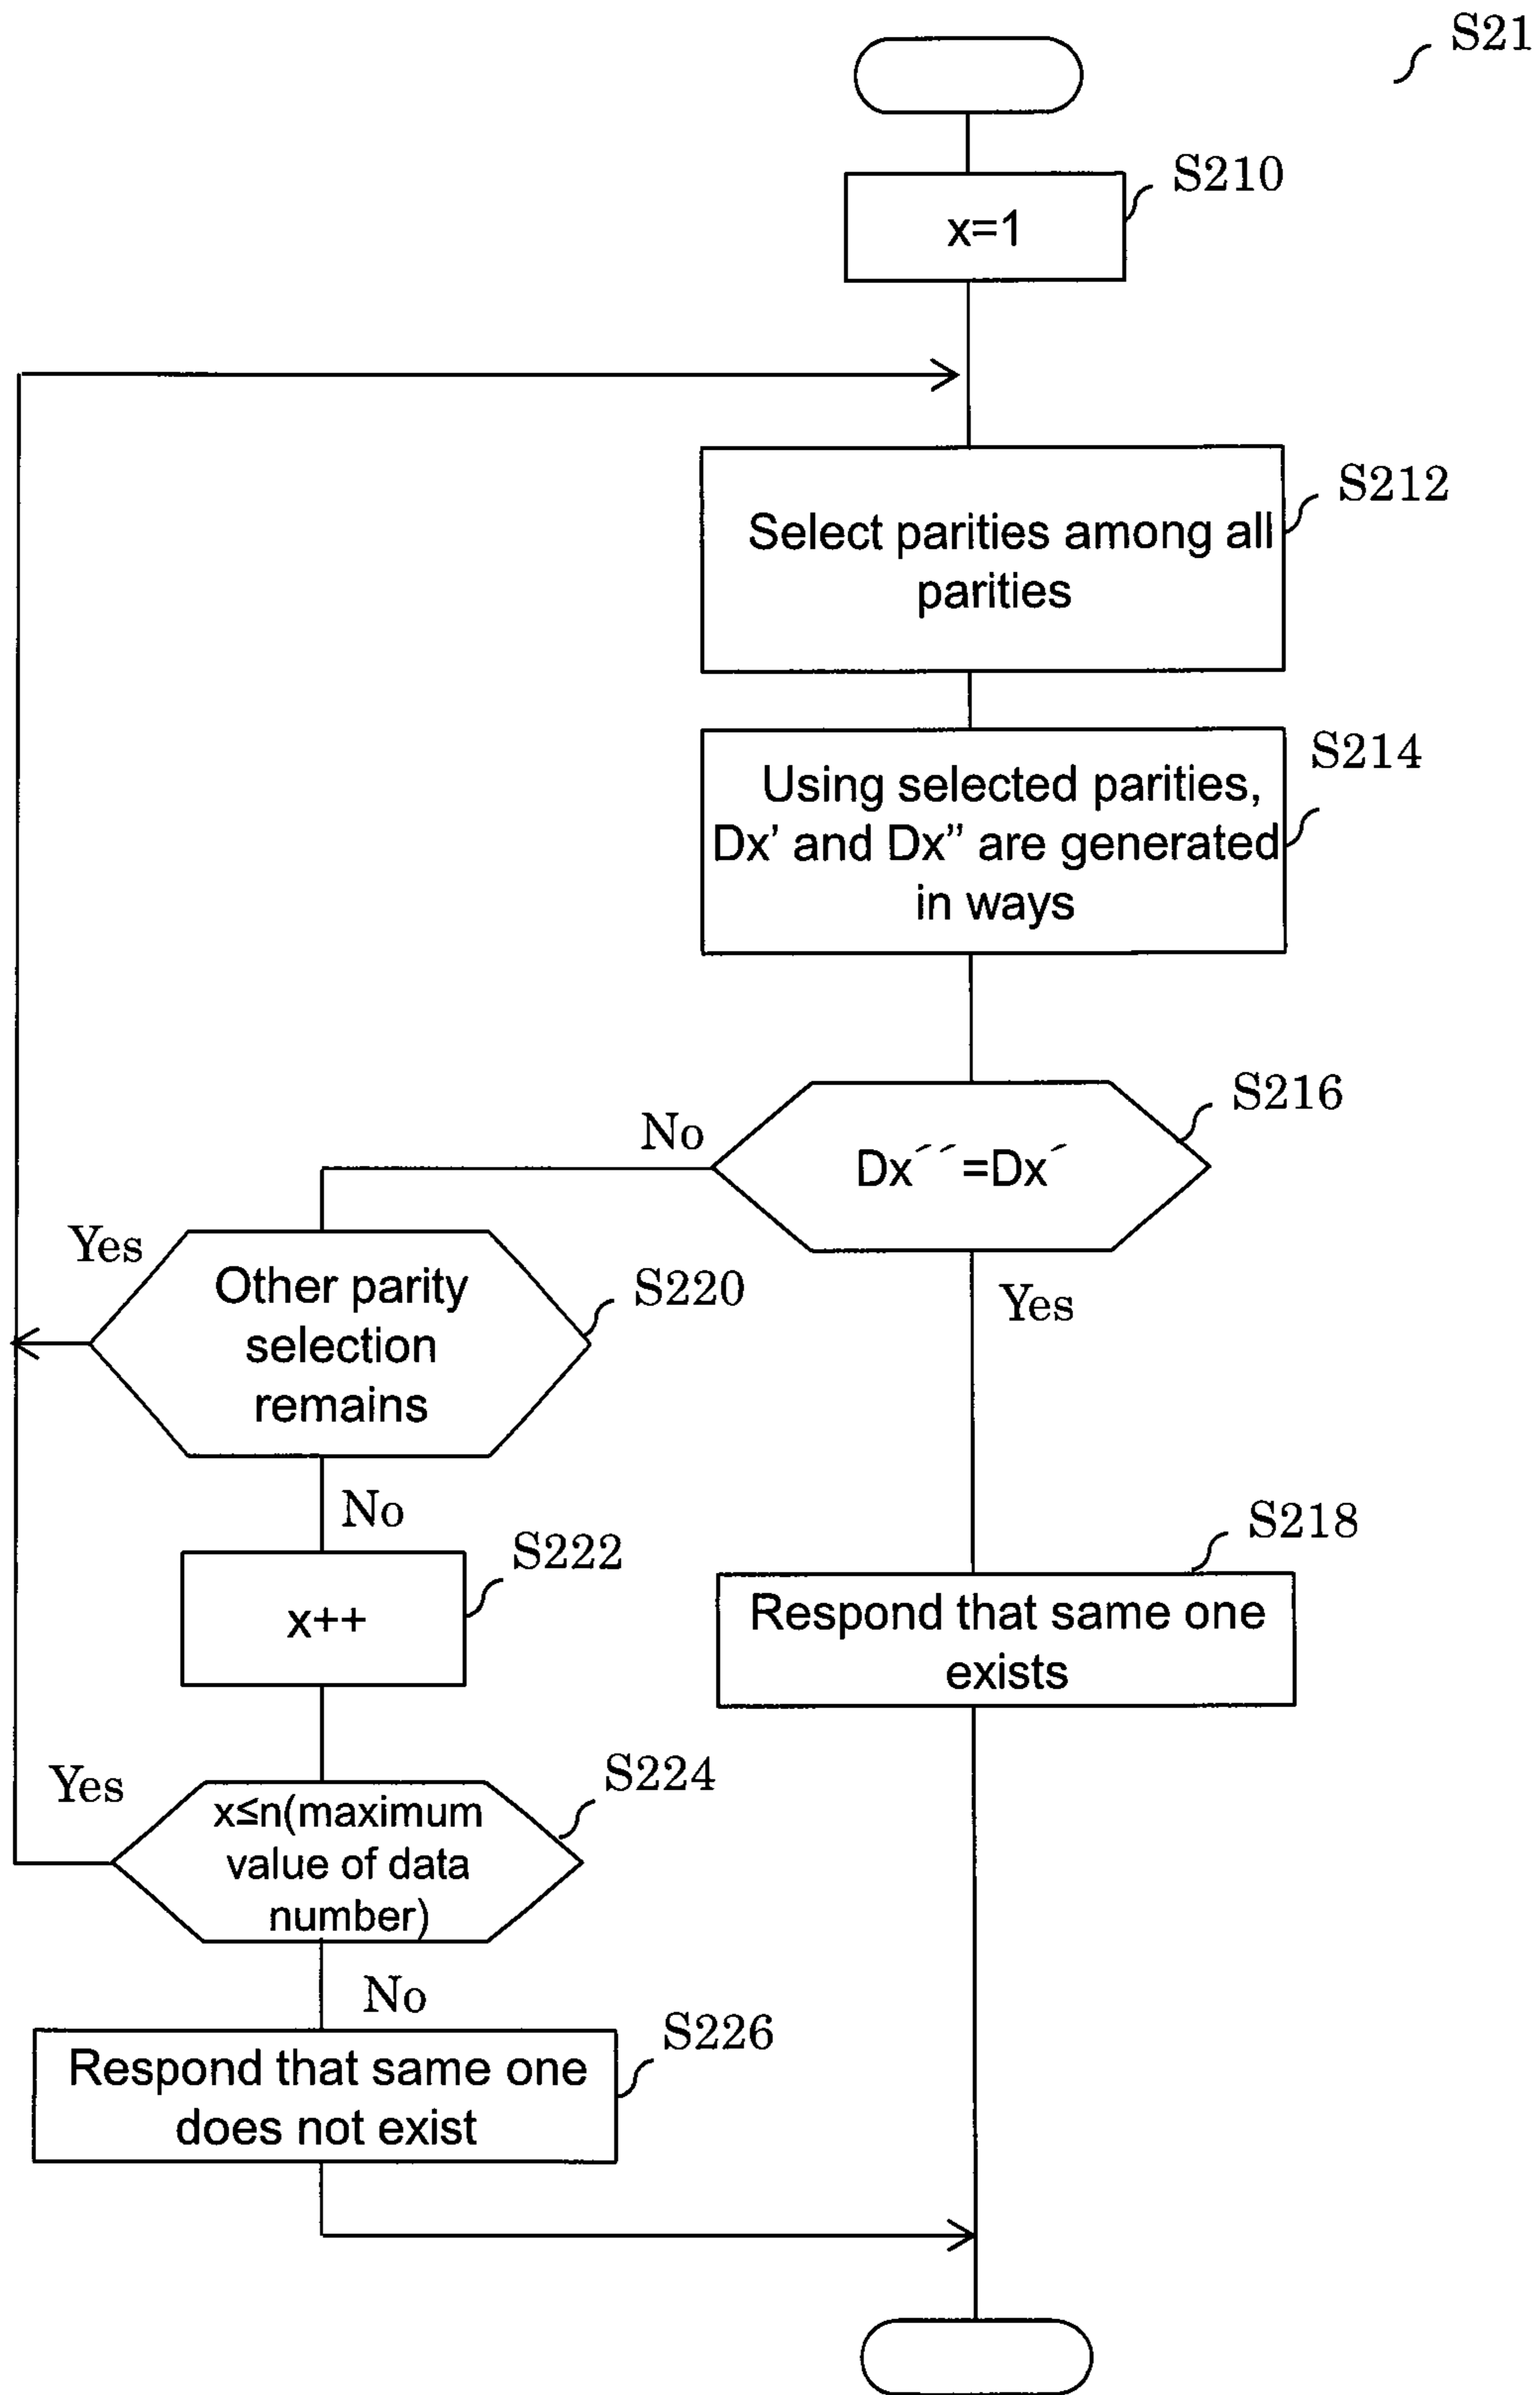 S21
S210
x=1
S212
Select parities among all
parities
S214
Using selected parities,
Dx’ and Dx” are generated
in ways
S216
No
Dx´´=Dx´
Yes
Other parity
selection
remains
S220
Yes
No
S222
x++
S218
Respond that same one
exists
Yes
S224
x≤n(maximum
value of data
number)
No
S226
Respond that same one
does not exist